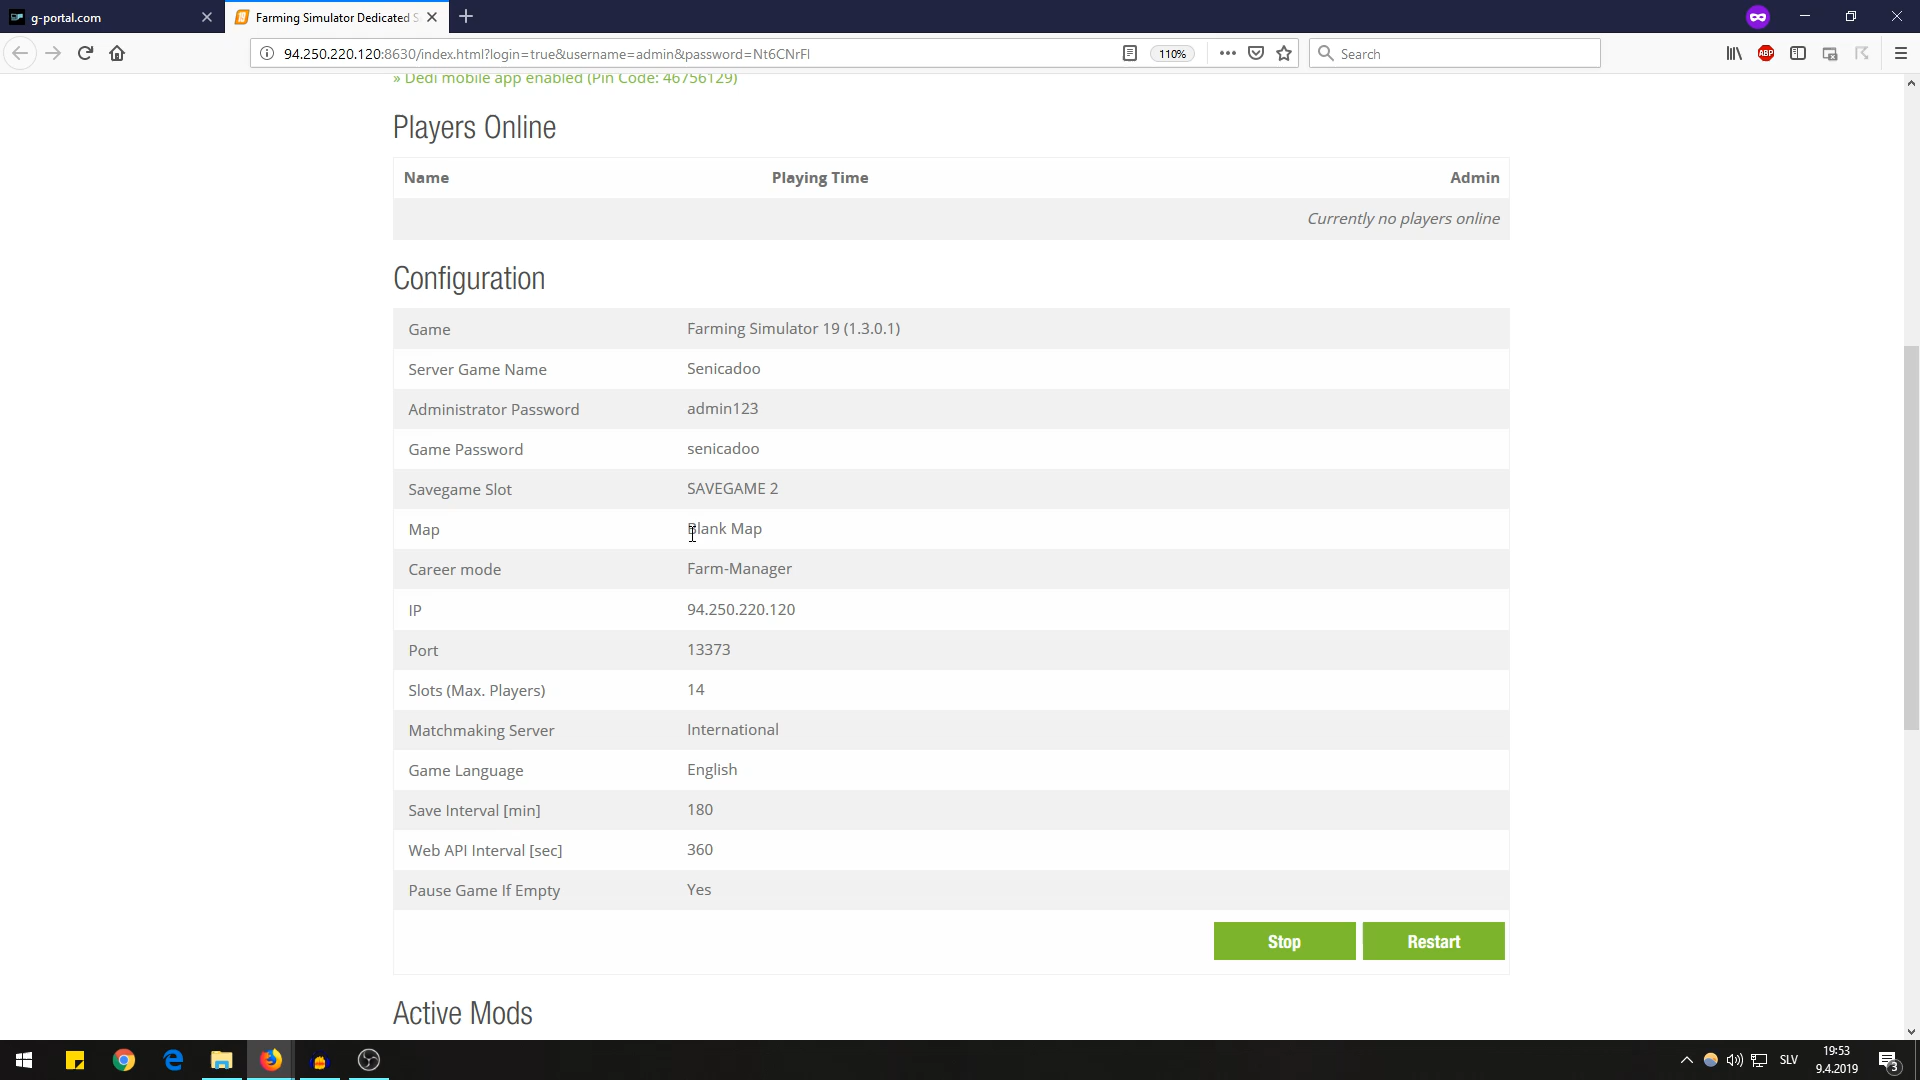 g-portal.com
Farming Simulator Dedicated S
94.250.220.120:8630/index.html?login=true&username=admin&password=Nt6CNrFl
110%
Search
ABP
» Dedi mobile app enabled (Pin Code: 46756129)
Players Online
Name Playing Time Admin
Currently no players online
Configuration
Game Farming Simulator 19 (1.3.0.1)
Server Game Name Senicadoo
Administrator Password admin123
Game Password senicadoo
Savegame Slot SAVEGAME 2
Map Blank Map
Career mode Farm-Manager
IP 94.250.220.120
Port 13373
Slots (Max. Players) 14
Matchmaking Server International
Game Language English
Save Interval [min] 180
Web API Interval [sec] 360
Pause Game If Empty Yes
Stop Restart
Active Mods
SLV
19:53
9.4.2019
3